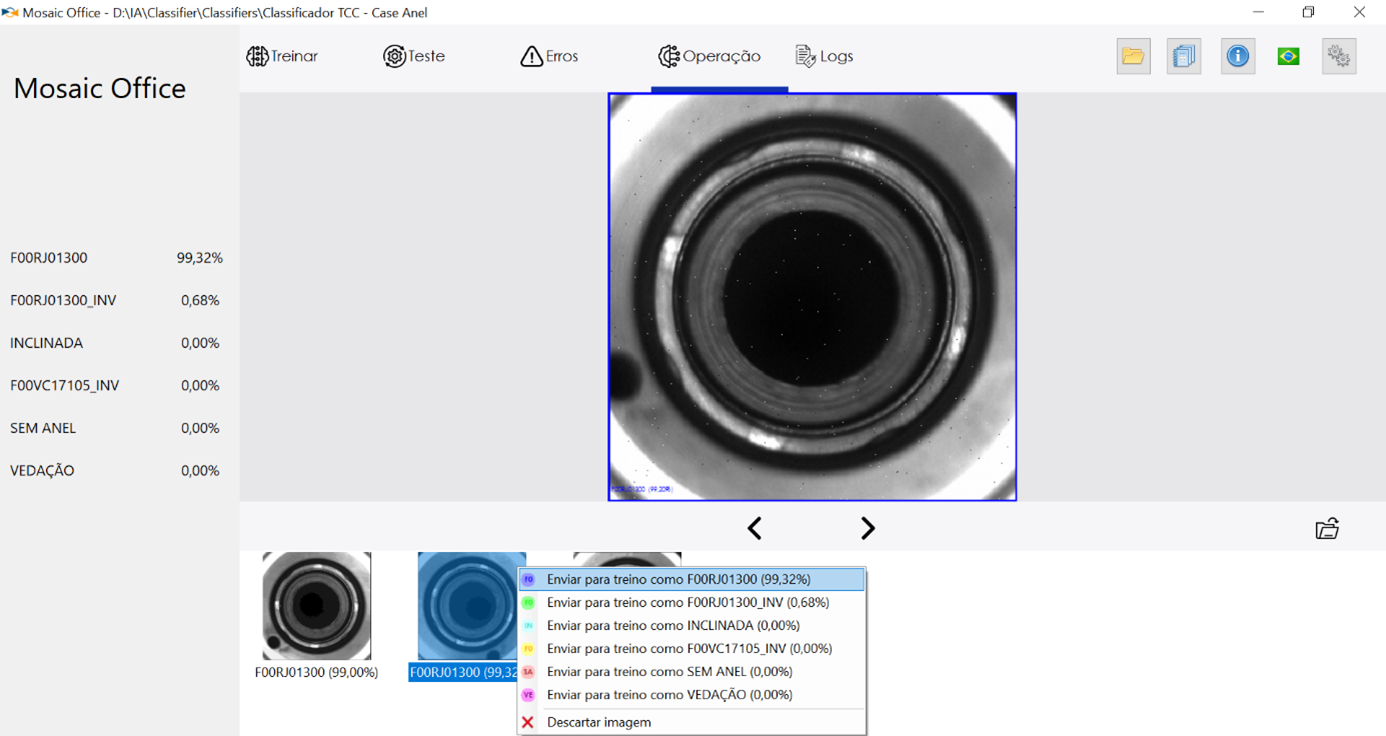 Mosaic Office - D:\IA\Classifier\Classifiers\Classificador TCC - Case Anel
Mosaic Office
Treinar
Teste
Erros
Operação
Logs
F00RJ01300 99,32%
F00RJ01300_INV 0,68%
INCLINADA 0,00%
F00VC17105_INV 0,00%
SEM ANEL 0,00%
VEDAÇÃO 0,00%
F00RJ01300 (99,00%)
F00RJ01300 (99,32
FO Enviar para treino como F00RJ01300 (99,32%)
FO Enviar para treino como F00RJ01300_INV (0,68%)
IN Enviar para treino como INCLINADA (0,00%)
FO Enviar para treino como F00VC17105_INV (0,00%)
SA Enviar para treino como SEM ANEL (0,00%)
VE Enviar para treino como VEDAÇÃO (0,00%)
Descartar imagem